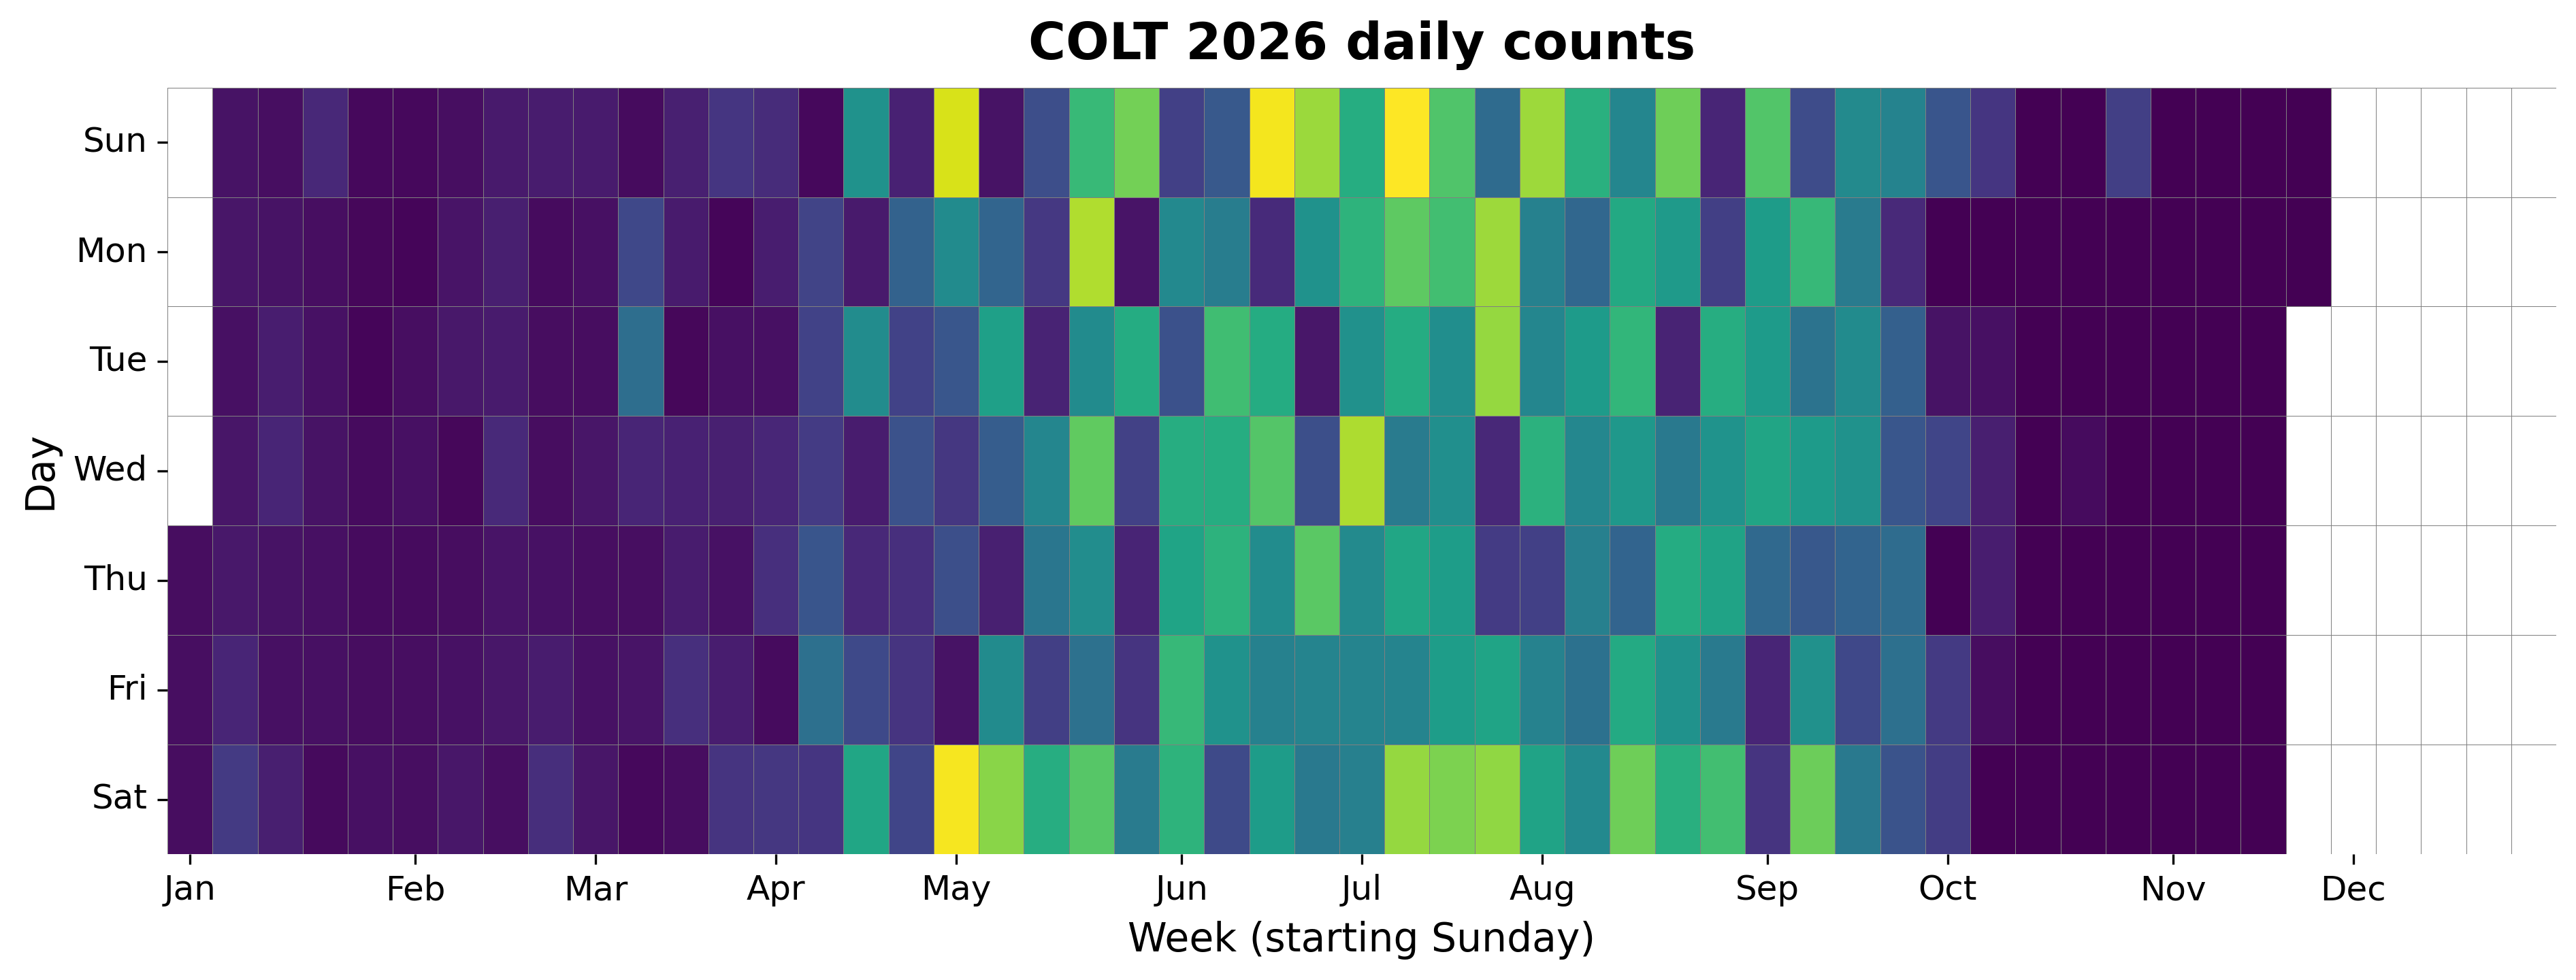 COLT 2026 daily counts
Day
Sun
Mon
Tue
Wed
Thu
Fri
Sat
Jan Feb Mar Apr May Jun Jul Aug Sep Oct Nov Dec
Week (starting Sunday)